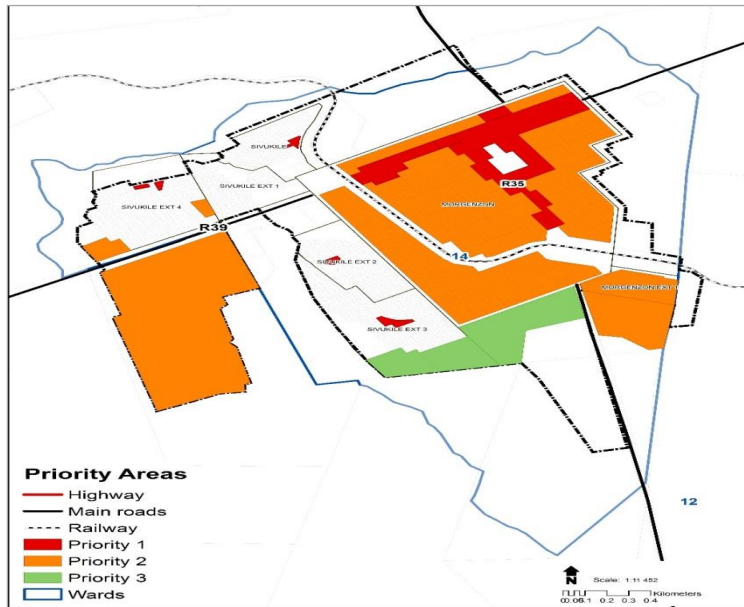 SIVUKILE
SIVUKILE EXT 1
SIVUKILE EXT 4
R35
MORGENZON
R39
14
SIVUKILE EXT 2
MORGENZON EXT
SIVUKILE EXT 3
Priority Areas
Highway
Main roads
Railway
Priority 1
Priority 2
Priority 3
Wards
12
N
Scale: 1:11 452
0.1 0.2 0.3 0.4 Kilometers